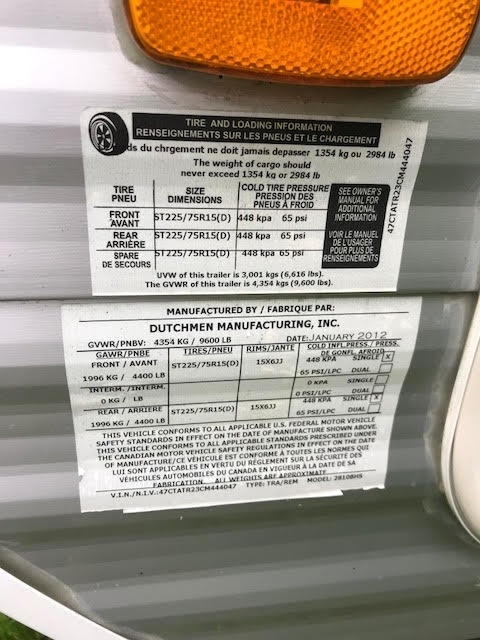 TIRE AND LOADING INFORMATION
RENSEIGNEMENTS SUR LES PNEUS ET LE CHARGEMENT
ds du chrgement ne doit jamais depasser 1354 kg ou 2984 lb
The weight of cargo should
never exceed 1354 kg or 2984 lb
TIRE PNEU SIZE DIMENSIONS COLD TIRE PRESSURE PRESSION DES PNEUS À FROID
FRONT AVANT ST225/75R15(D) 448 kpa 65 psi
REAR ARRIÈRE ST225/75R15(D) 448 kpa 65 psi
SPARE DE SECOURS ST225/75R15(D) 448 kpa 65 psi
SEE OWNER'S
MANUAL FOR
ADDITIONAL
INFORMATION
VOIR LE MANUEL
DE L'USAGER
POUR PLUS DE
RENSEIGNEMENTS
47CTATR23CM444047
UVW of this trailer is 3,001 kgs (6,616 lbs).
The GVWR of this trailer is 4,354 kgs (9,600 lbs).
MANUFACTURED BY / FABRIQUE PAR:
DUTCHMEN MANUFACTURING, INC.
GVWR/PNBV: 4354 KG / 9600 LB DATE: JANUARY 2012
GAWR/PNBE TIRES/PNEU RIMS/JANTE COLD INFL.PRESS./ PRESS. DE GONFL. AFROID
FRONT / AVANT ST225/75R15(D) 15X6JJ 448 KPA SINGLE X
1996 KG / 4400 LB 65 PSI/LPC DUAL
INTERM. /INTERM. 0 KPA SINGLE
0 KG / LB 0 PSI/LPC DUAL
REAR / ARRIÈRE ST225/75R15(D) 15X6JJ 448 KPA SINGLE X
1996 KG / 4400 LB 65 PSI/LPC DUAL
THIS VEHICLE CONFORMS TO ALL APPLICABLE U.S. FEDERAL MOTOR VEHICLE
SAFETY STANDARDS IN EFFECT ON THE DATE OF MANUFACTURE SHOWN ABOVE.
THIS VEHICLE CONFORMS TO ALL APPLICABLE STANDARDS PRESCRIBED UNDER
THE CANADIAN MOTOR VEHICLE SAFETY REGULATIONS IN EFFECT ON THE DATE
OF MANUFACTURE/CE VÉHICULE EST CONFORME À TOUTES LES NORMES QUI
LUI SONT APPLICABLES EN VERTU DU RÈGLEMENT SUR LA SÉCURITÉ DES
VÉHICULES AUTOMOBILES DU CANADA EN VIGUEUR À LA DATE DE SA
FABRICATION. ALL WEIGHTS ARE APPROXIMATE
V.I.N./N.I.V.:47CTATR23CM444047 TYPE: TRA/REM MODEL: 2810BHS